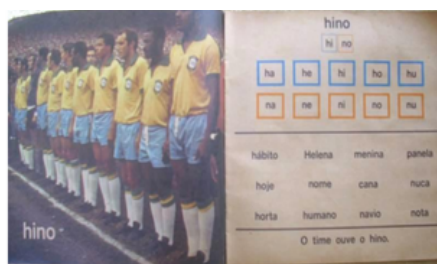 hino
hino
hi no
ha he hi ho hu
na ne ni no nu
hábito Helena menina panela
hoje nome cana nuca
horta humano navio nota
O time ouve o hino.